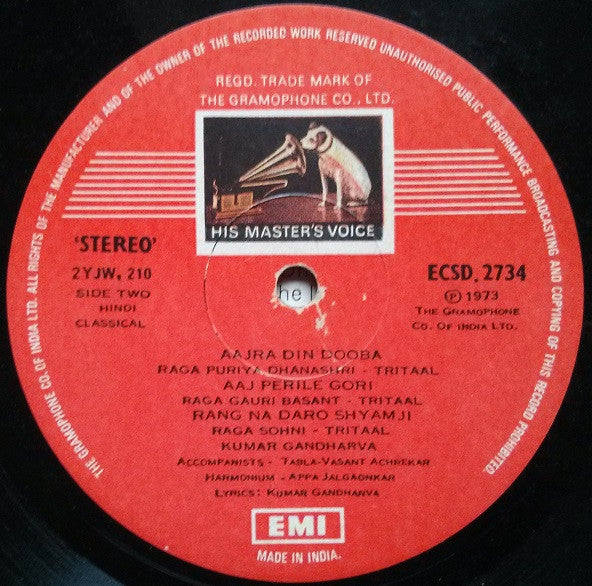 THE GRAMOPHONE CO. OF INDIA LTD. ALL RIGHTS OF THE MANUFACTURER AND OF THE OWNER OF THE RECORDED WORK RESERVED UNAUTHORISED PUBLIC PERFORMANCE BROADCASTING AND COPYING OF THIS RECORD PROHIBITED
REGD. TRADE MARK OF
THE GRAMOPHONE CO., LTD.
HIS MASTER'S VOICE
'STEREO'
2YJW, 210
SIDE TWO
HINDI
CLASSICAL
ECSD. 2734
Ⓟ 1973
THE GRAMOPHONE
CO. OF INDIA LTD.
he l
AAJRA DIN DOOBA
RAGA PURIYA DHANASHRI - TRITAAL
AAJ PERILE GORI
RAGA GAURI BASANT - TRITAAL
RANG NA DARO SHYAMJI
RAGA SOHNI - TRITAAL
KUMAR GANDHARVA
ACCOMPANISTS - TABLA-VASANT ACHREKAR
HARMONIUM - APPA JALGAONKAR
LYRICS: KUMAR GANDHARVA
EMI
MADE IN INDIA.